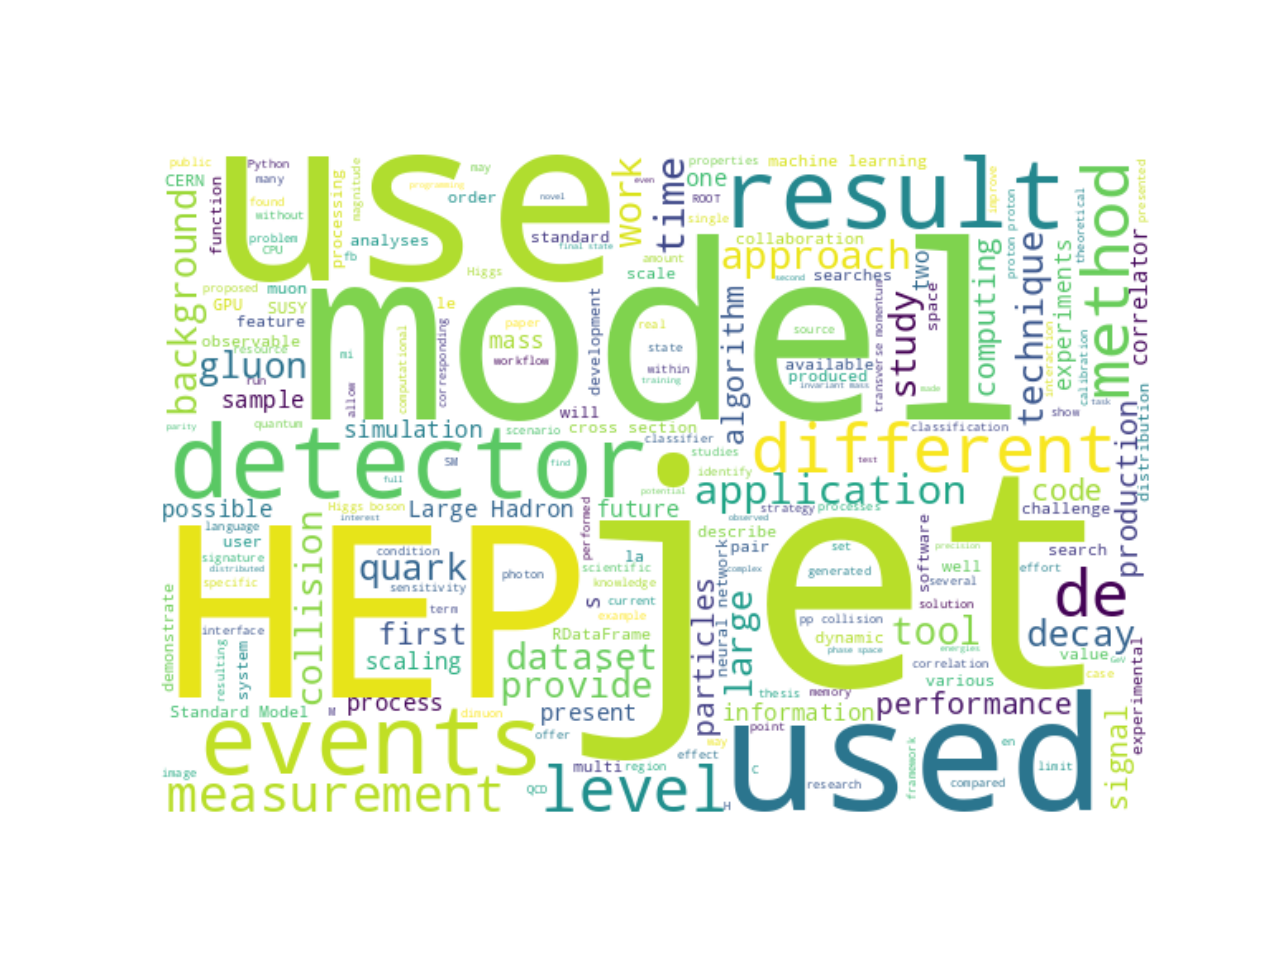 public
Python
use
may
work
time
properties
machine learning
result
presented
CERN
many
function
processing
magnitude
programming
order
novel
even
one
ROOT
improve
method
found
without
single
proton proton
theoretical
background
problem
CPU
analyses
fb
standard
final state
collaboration
approach
two
computing
technique
experiments
correlator
amount
Higgs
scale
second
searches
space
proposed
muon
model
GPU
SUSY
le
feature
development
paper
real
algorithm
source
study
transverse momentum
interaction
calibration
observable
resource
mass
state
gluon
mi
computational
corresponding
workflow
within
available
produced
training
invariant mass
made
run
allow
sample
task
will
show
distribution
production
parity
quantum
simulation
scenario
cross section
classifier
classification
detector
SM
find
studies
different
test
full
identify
potential
application
code
possible
Higgs boson
Large Hadron
future
strategy
processes
challenge
jet
language
interest
performed
observed
describe
software
user
collision
HEP
condition
la
pair
set
precision
search
signature
quark
scientific
well
distributed
photon
neural network
complex
generated
several
effort
specific
sensitivity
knowledge
de
demonstrate
term
s
current
particles
large
solution
example
pp collision
interface
first
RDataFrame
dynamic
tool
decay
system
resulting
scaling
dataset
phase space
energies
value
GeV
experimental
correlation
provide
various
case
process
thesis
memory
Standard Model
M
dimuon
present
information
performance
events
offer
may
point
used
signal
effect
framework
en
image
multi
region
c
limit
measurement
QCD
level
H
research
compared